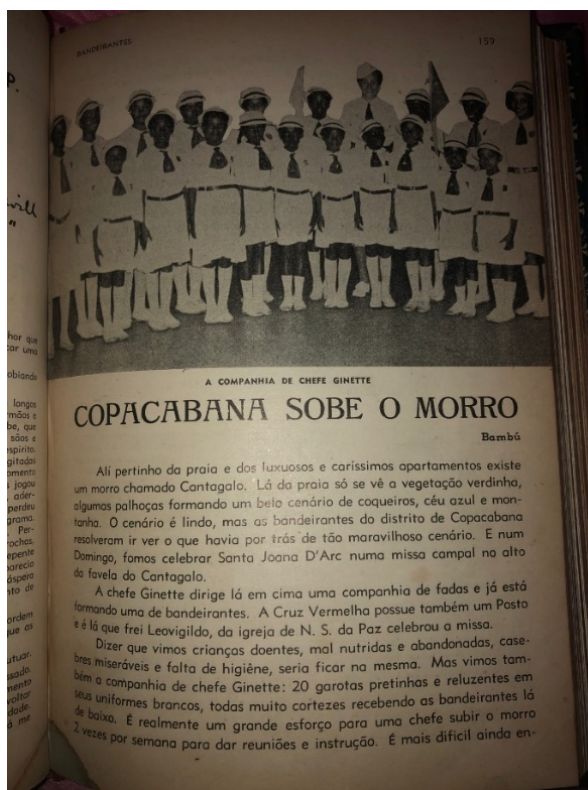 BANDEIRANTES
159
A COMPANHIA DE CHEFE GINETTE
COPACABANA SOBE O MORRO
Bambú
Alí pertinho da praia e dos luxuosos e caríssimos apartamentos existe
um morro chamado Cantagalo. Lá da praia só se vê a vegetação verdinha,
algumas palhoças formando um belo cenário de coqueiros, céu azul e mon-
tanha. O cenário é lindo, mas as bandeirantes do distrito de Copacabana
resolveram ir ver o que havia por trás de tão maravilhoso cenário. E num
Domingo, fomos celebrar Santa Joana D'Arc numa missa campal no alto
da favela do Cantagalo.
A chefe Ginette dirige lá em cima uma companhia de fadas e já está
formando uma de bandeirantes. A Cruz Vermelha possue também um Posto
e é lá que frei Leovigildo, da igreja de N. S. da Paz celebrou a missa.
Dizer que vimos crianças doentes, mal nutridas e abandonadas, case-
bres miseráveis e falta de higiêne, seria ficar na mesma. Mas vimos tam-
bém a companhia de chefe Ginette: 20 garotas pretinhas e reluzentes em
seus uniformes brancos, todas muito cortezes recebendo as bandeirantes lá
de baixo. É realmente um grande esforço para uma chefe subir o morro
2 vezes por semana para dar reuniões e instrução. É mais dificil ainda en-